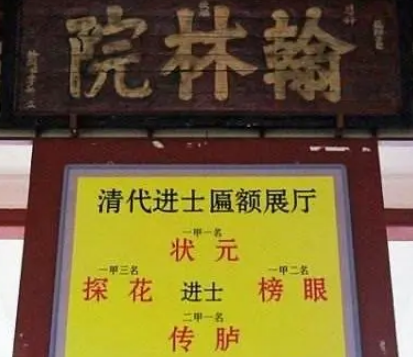 翰林院
清代进士匾额展厅
一甲一名
状元
一甲三名 一甲二名
探花 进士 榜眼
二甲一名
传胪